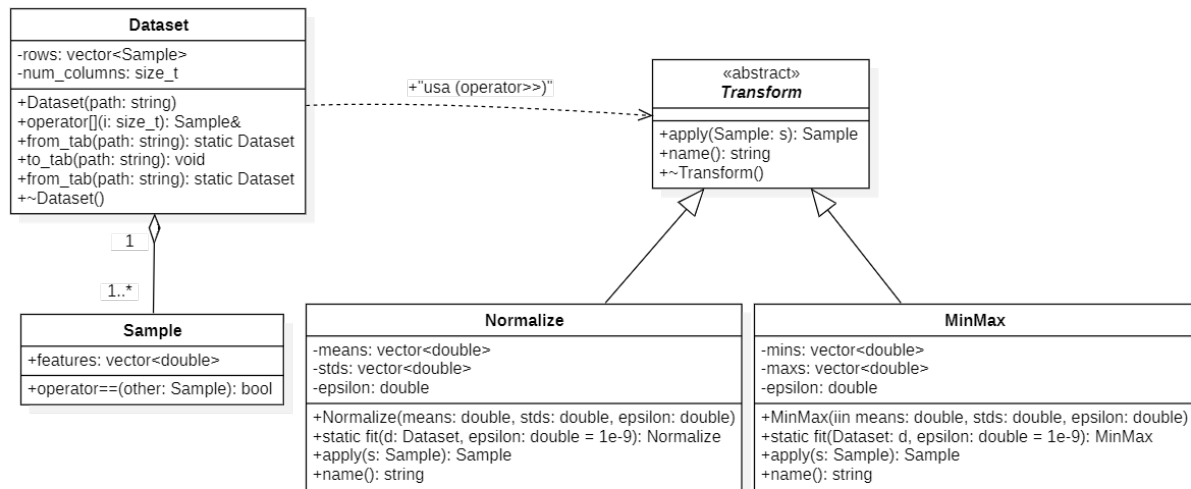 Dataset
-rows: vector<Sample>
-num_columns: size_t
+Dataset(path: string)
+operator[](i: size_t): Sample&
+from_tab(path: string): static Dataset
+to_tab(path: string): void
+from_tab(path: string): static Dataset
+~Dataset()
+"usa (operator>>)"
«abstract»
Transform
+apply(Sample: s): Sample
+name(): string
+~Transform()
1
1..*
Sample
+features: vector<double>
+operator==(other: Sample): bool
Normalize
-means: vector<double>
-stds: vector<double>
-epsilon: double
+Normalize(means: double, stds: double, epsilon: double)
+static fit(d: Dataset, epsilon: double = 1e-9): Normalize
+apply(s: Sample): Sample
+name(): string
MinMax
-mins: vector<double>
-maxs: vector<double>
-epsilon: double
+MinMax(iin means: double, stds: double, epsilon: double)
+static fit(Dataset: d, epsilon: double = 1e-9): MinMax
+apply(s: Sample): Sample
+name(): string